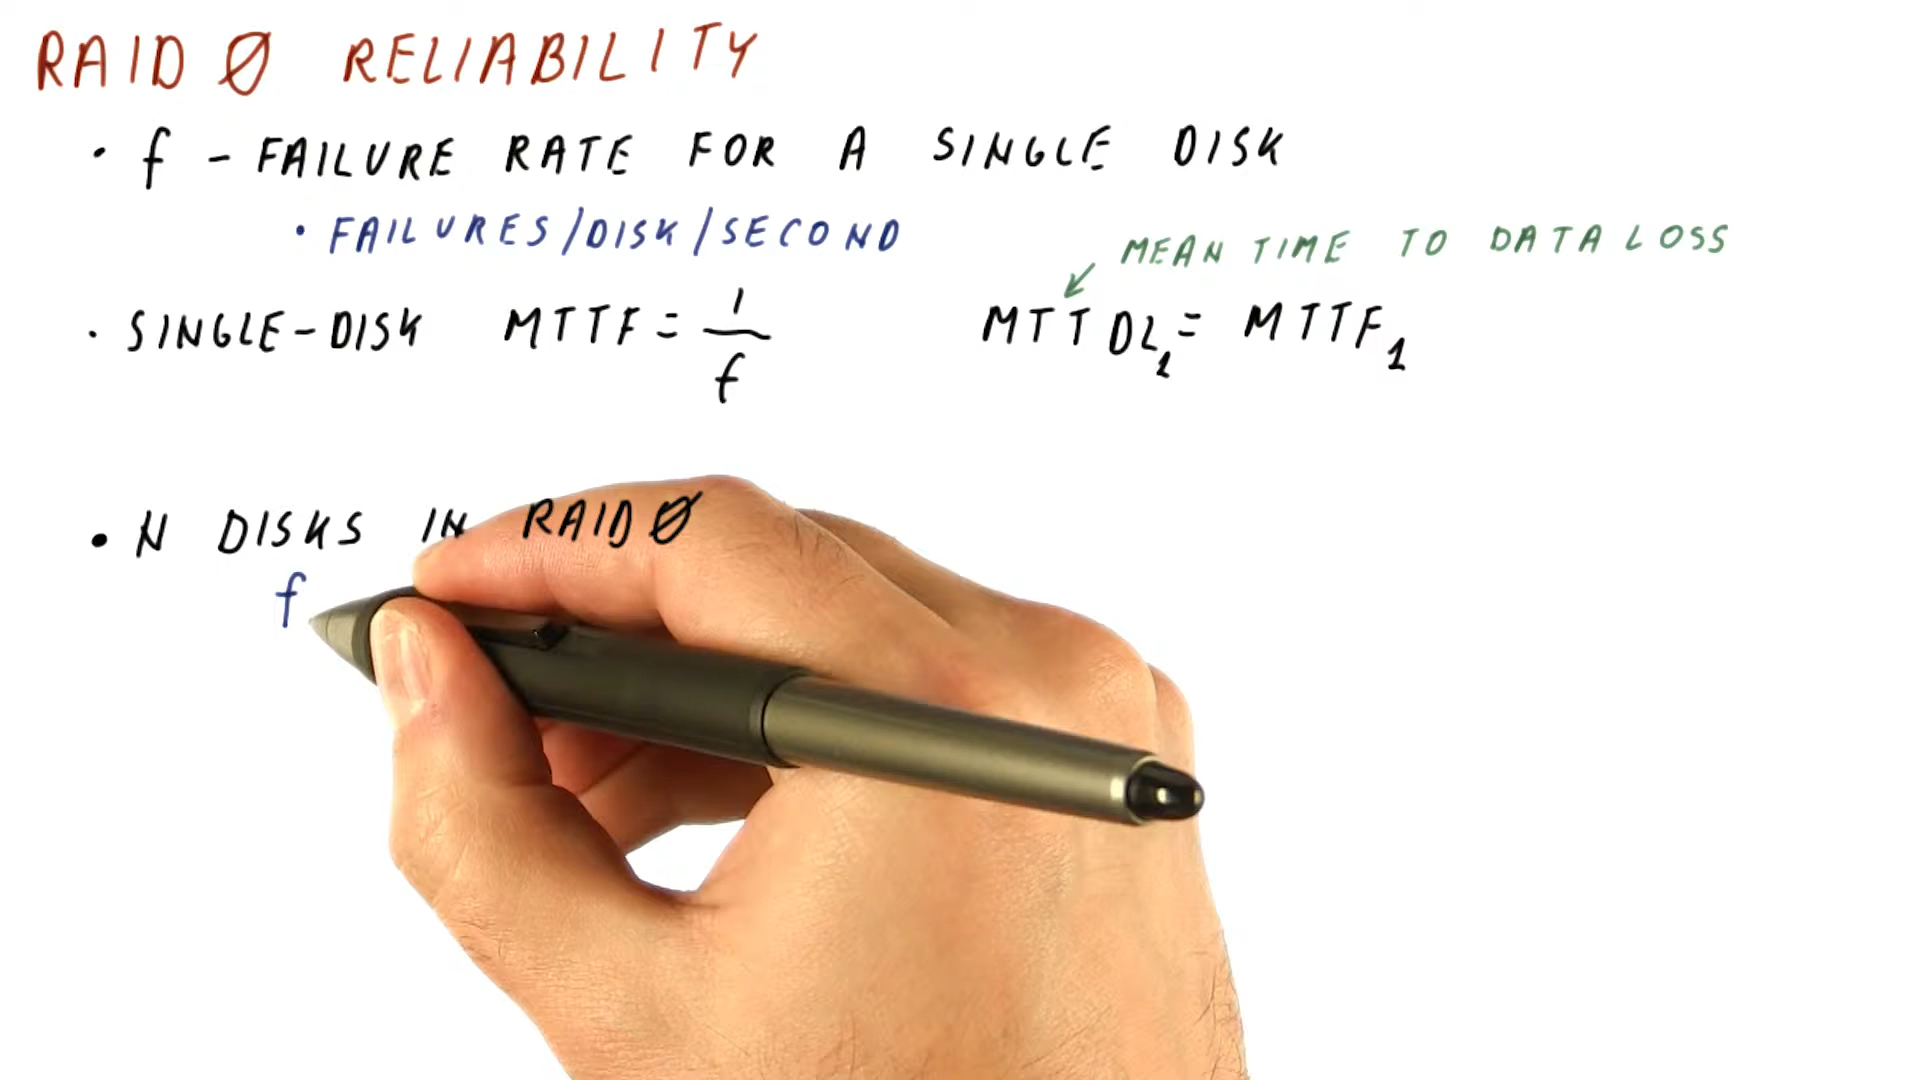 RAID Ø RELIABILITY
• f - FAILURE RATE FOR A SINGLE DISK
• FAILURES/DISK/SECOND
MEAN TIME TO DATA LOSS
• SINGLE-DISK MTTF = 1/f MTTDL₁ = MTTF₁
• N DISKS IN RAIDØ
f